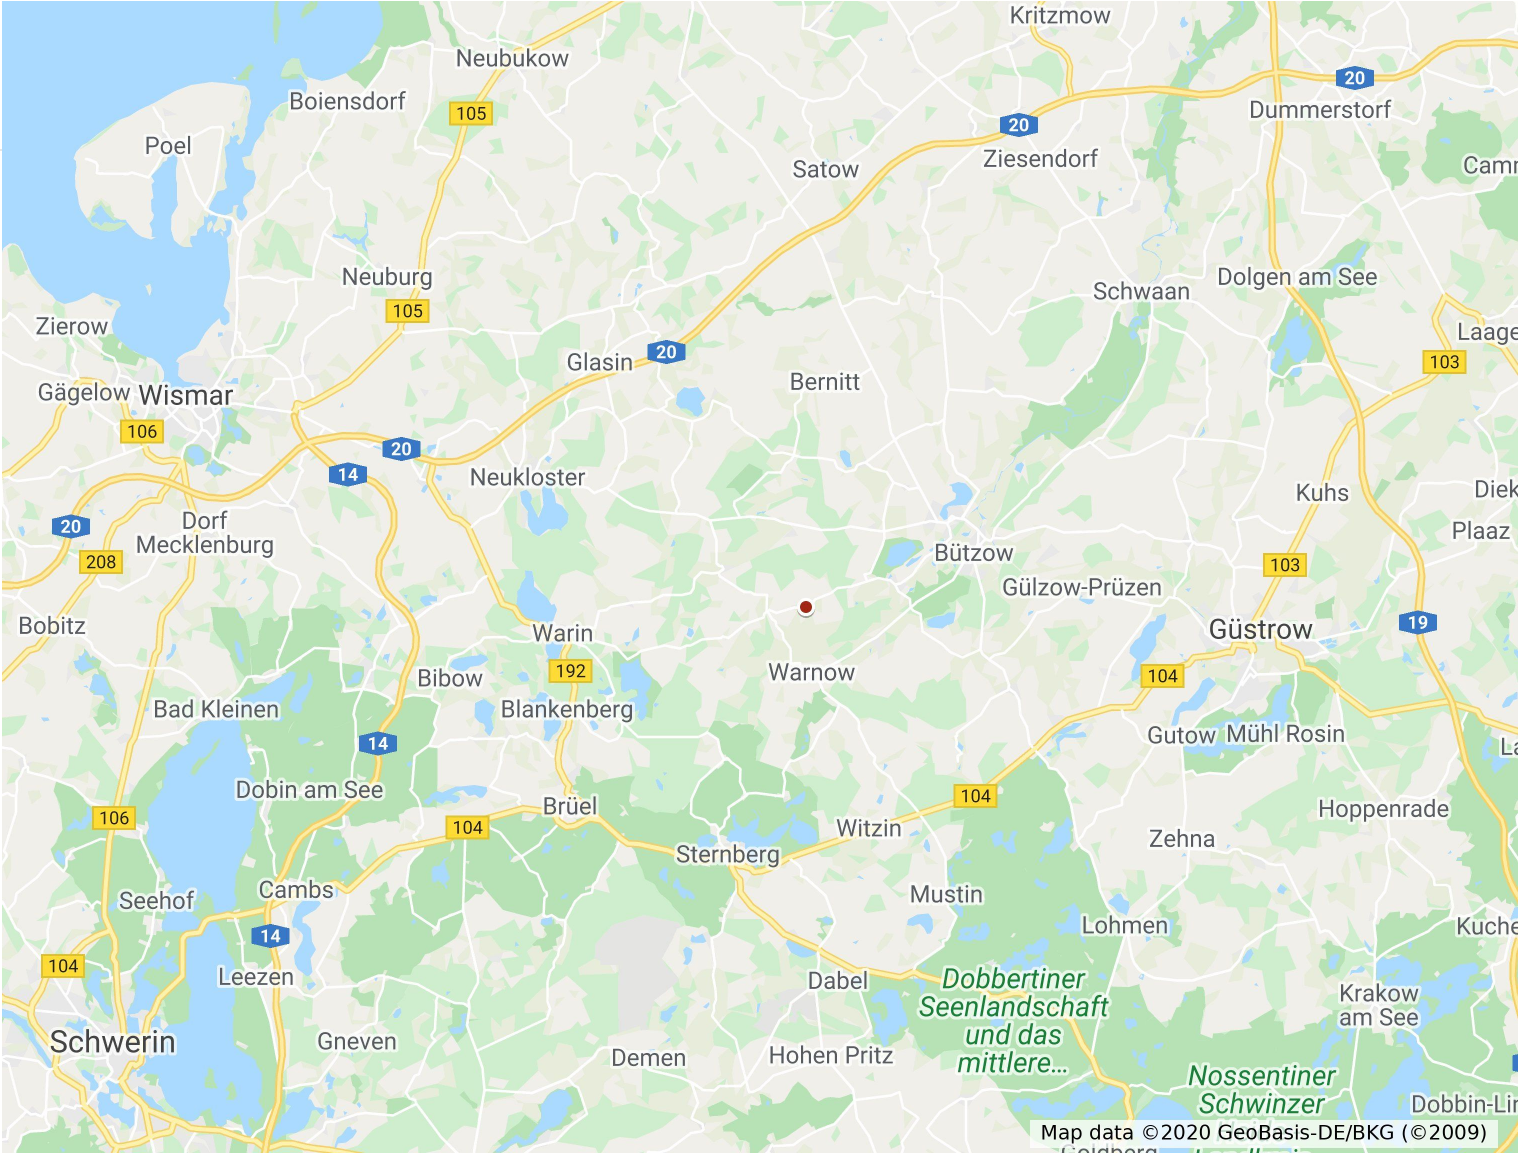 Kritzmow
Neubukow
20
Boiensdorf
105
Dummerstorf
20
Poel
Satow
Ziesendorf
Neuburg
Dolgen am See
Schwaan
105
Zierow
Laage
Glasin
20
103
Bernitt
Gägelow
Wismar
106
20
14
Neukloster
Kuhs
20
Dorf
Mecklenburg
Plaaz
Bützow
208
103
Gülzow-Prüzen
Bobitz
Warin
Güstrow
19
192
Warnow
104
Bibow
Bad Kleinen
Blankenberg
14
Gutow
Mühl Rosin
Dobin am See
104
Brüel
Hoppenrade
106
104
Witzin
Zehna
Sternberg
Cambs
Mustin
Seehof
Lohmen
14
104
Leezen
Dabel
Dobbertiner
Seenlandschaft
und das
mittlere...
Krakow
am See
Schwerin
Gneven
Demen
Hohen Pritz
Nossentiner
Schwinzer
Map data ©2020 GeoBasis-DE/BKG (©2009)